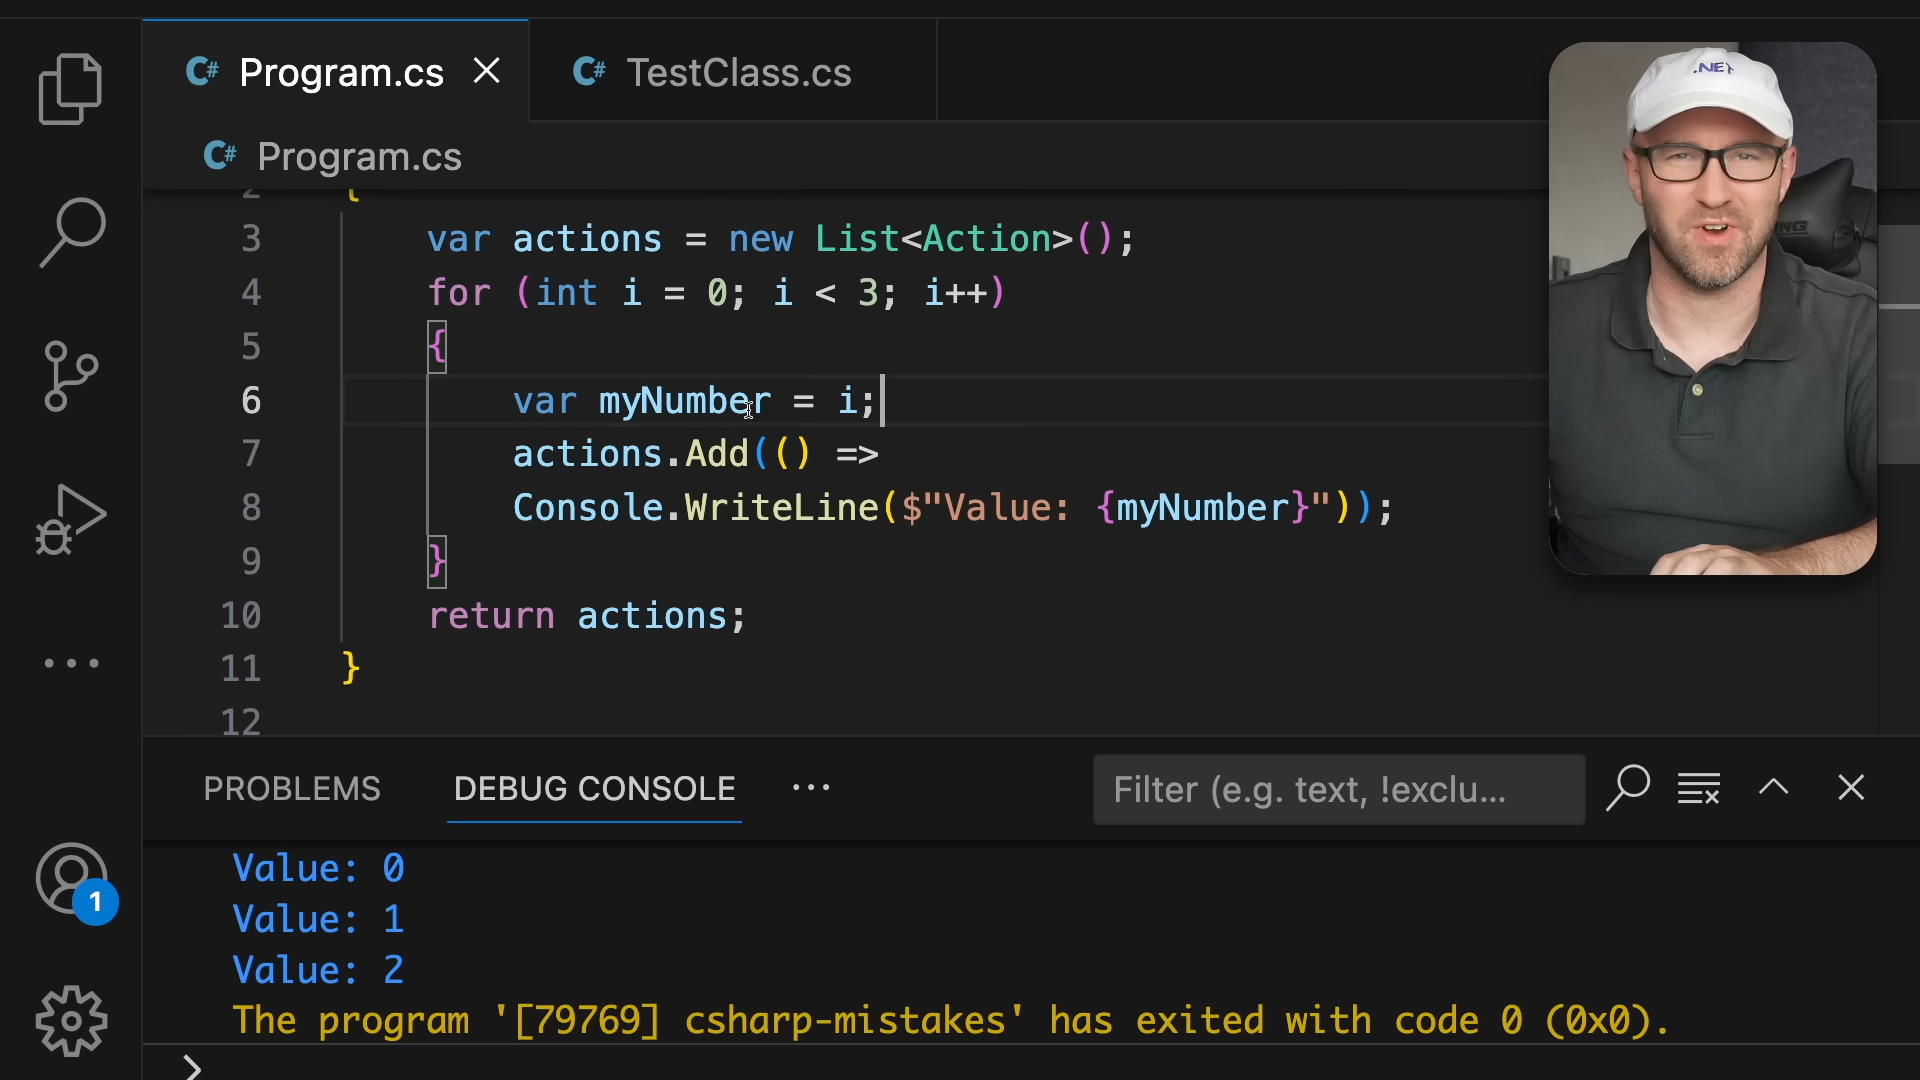 C# Program.cs
C# TestClass.cs
.NET
C# Program.cs
2 {
3 var actions = new List<Action>();
4 for (int i = 0; i < 3; i++)
5 {
6 var myNumber = i;
7 actions.Add(() =>
8 Console.WriteLine($"Value: {myNumber}"));
9 }
10 return actions;
11 }
12
PROBLEMS DEBUG CONSOLE ... Filter (e.g. text, !exclu...
Value: 0
Value: 1
Value: 2
1
The program '[79769] csharp-mistakes' has exited with code 0 (0x0).
>